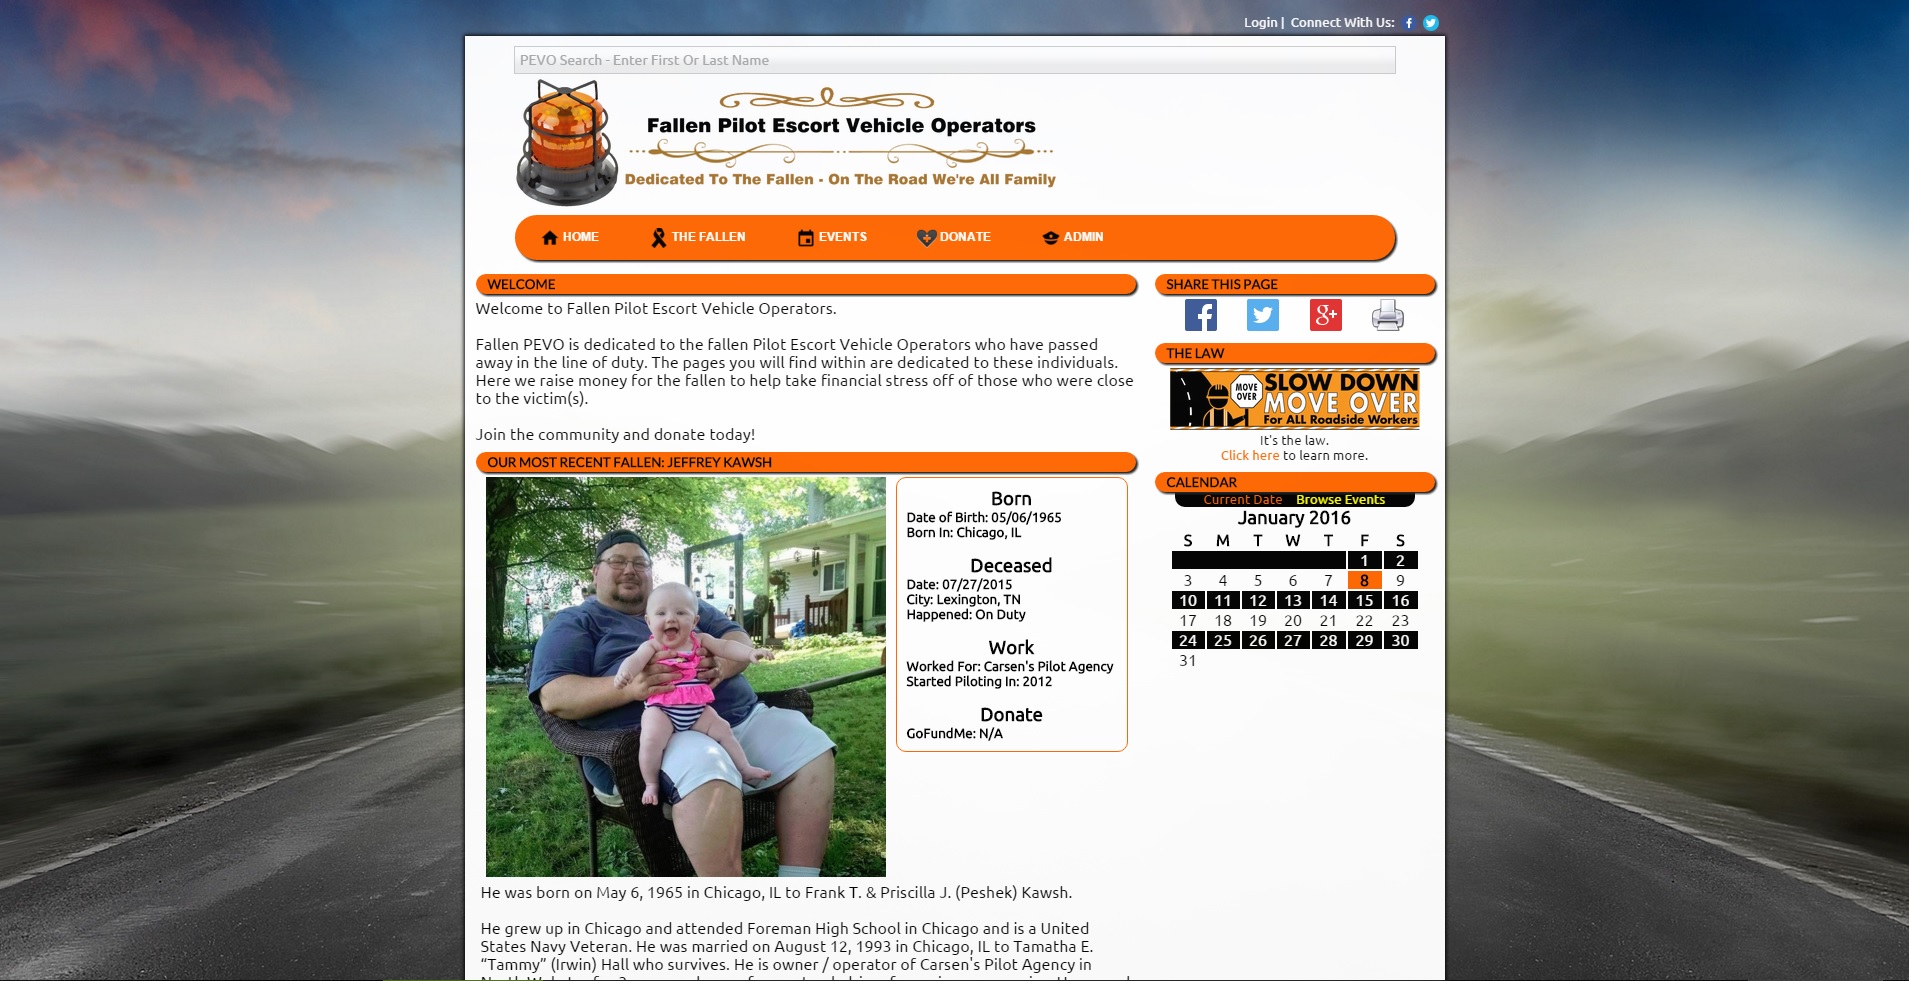 Login | Connect With Us:
PEVO Search - Enter First Or Last Name
Fallen Pilot Escort Vehicle Operators
Dedicated To The Fallen - On The Road We're All Family
HOME THE FALLEN EVENTS DONATE ADMIN
WELCOME
Welcome to Fallen Pilot Escort Vehicle Operators.
Fallen PEVO is dedicated to the fallen Pilot Escort Vehicle Operators who have passed
away in the line of duty. The pages you will find within are dedicated to these individuals.
Here we raise money for the fallen to help take financial stress off of those who were close
to the victim(s).
Join the community and donate today!
OUR MOST RECENT FALLEN: JEFFREY KAWSH
Born
Date of Birth: 05/06/1965
Born In: Chicago, IL
Deceased
Date: 07/27/2015
City: Lexington, TN
Happened: On Duty
Work
Worked For: Carsen's Pilot Agency
Started Piloting In: 2012
Donate
GoFundMe: N/A
He was born on May 6, 1965 in Chicago, IL to Frank T. & Priscilla J. (Peshek) Kawsh.
He grew up in Chicago and attended Foreman High School in Chicago and is a United
States Navy Veteran. He was married on August 12, 1993 in Chicago, IL to Tamatha E.
“Tammy” (Irwin) Hall who survives. He is owner / operator of Carsen's Pilot Agency in
SHARE THIS PAGE
THE LAW
MOVE OVER
SLOW DOWN
MOVE OVER
For ALL Roadside Workers
It's the law.
Click here to learn more.
CALENDAR
Current Date Browse Events
January 2016
S M T W T F S
1 2
3 4 5 6 7 8 9
10 11 12 13 14 15 16
17 18 19 20 21 22 23
24 25 26 27 28 29 30
31